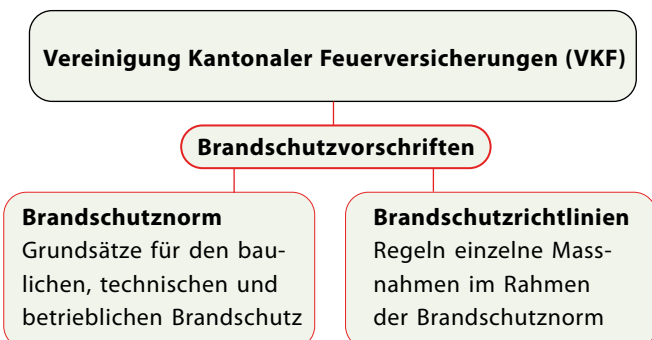 Vereinigung Kantonaler Feuerversicherungen (VKF)
Brandschutzvorschriften
Brandschutznorm
Grundsätze für den bau-
lichen, technischen und
betrieblichen Brandschutz
Brandschutzrichtlinien
Regeln einzelne Mass-
nahmen im Rahmen
der Brandschutznorm